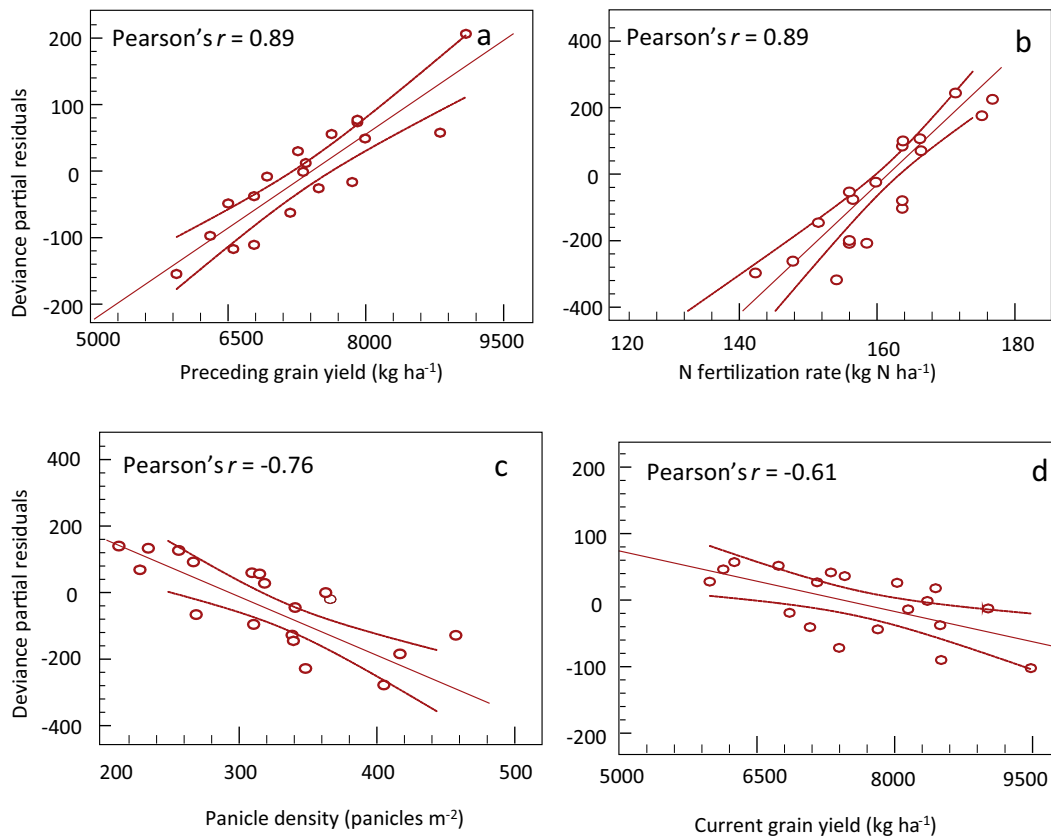 Pearson's r = 0.89
a
Deviance partial residuals
200
100
0
-100
-200
5000 6500 8000 9500
Preceding grain yield (kg ha⁻¹)
Pearson's r = 0.89
b
400
200
0
-200
-400
120 140 160 180
N fertilization rate (kg N ha⁻¹)
Pearson's r = -0.76
c
Deviance partial residuals
400
200
0
-200
-400
200 300 400 500
Panicle density (panicles m⁻²)
Pearson's r = -0.61
d
200
100
0
-100
-200
5000 6500 8000 9500
Current grain yield (kg ha⁻¹)